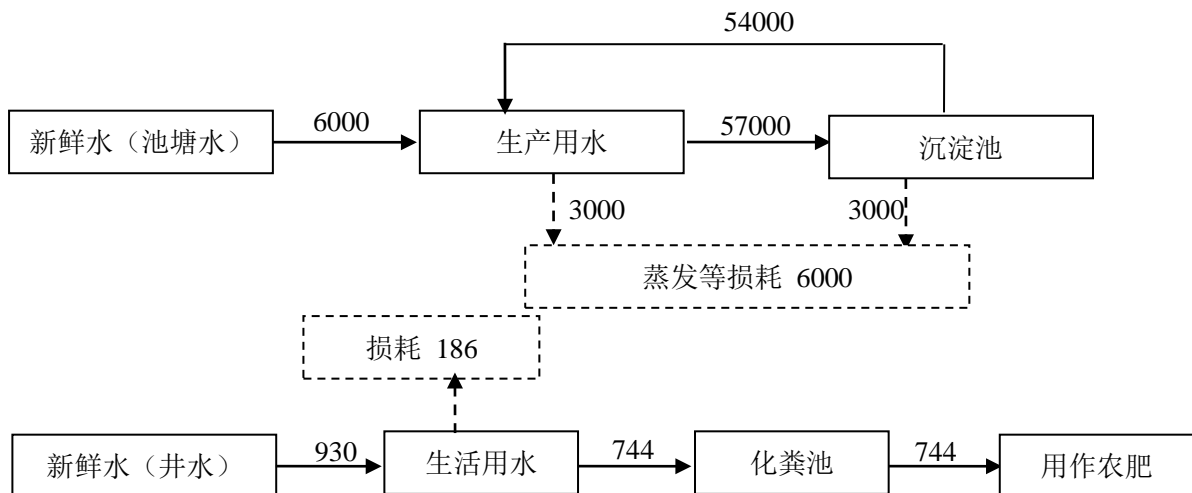 54000
新鲜水（池塘水）
6000
生产用水
57000
沉淀池
3000
3000
蒸发等损耗 6000
损耗 186
新鲜水（井水）
930
生活用水
744
化粪池
744
用作农肥